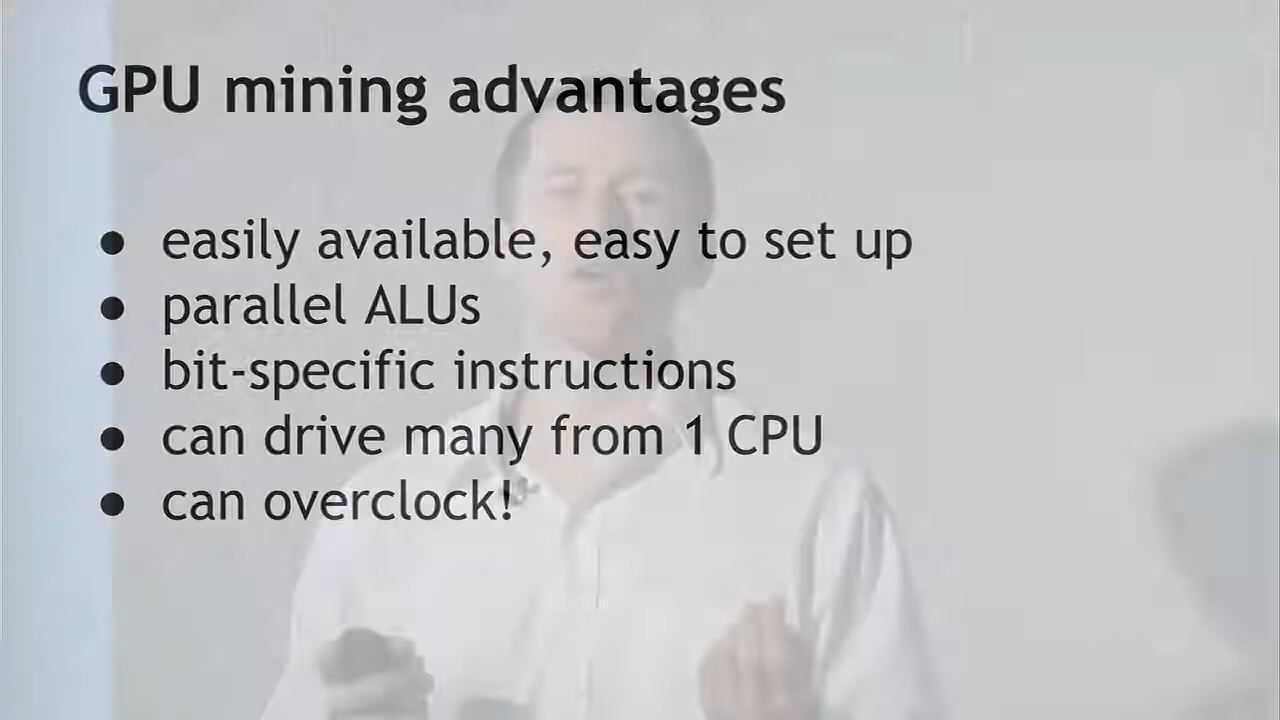 GPU mining advantages
● easily available, easy to set up
● parallel ALUs
● bit-specific instructions
● can drive many from 1 CPU
● can overclock!